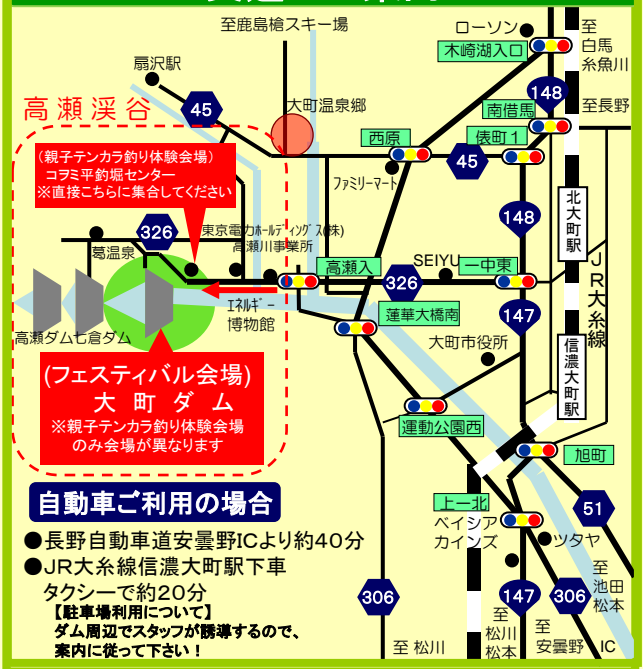 至鹿島槍スキー場
ローソン
至
白馬
糸魚川
木崎湖入口
扇沢駅
148
高瀬渓谷
45
大町温泉郷
南借馬
至長野
西原
俵町1
45
(親子テンカラ釣り体験会場)
コヲミ平釣堀センター
※直接こちらに集合してください
ファミリーマート
北大町駅
148
326
東京電力ホールディングス(株)
高瀬川事業所
葛温泉
高瀬入
SEIYU
一中東
326
JR大糸線
エネルギー
博物館
蓮華大橋南
147
高瀬ダム
七倉ダム
大町市役所
信濃大町駅
(フェスティバル会場)
大町ダム
※親子テンカラ釣り体験会場
のみ会場が異なります
運動公園西
旭町
自動車ご利用の場合
上一北
51
●長野自動車道安曇野ICより約40分
ベイシア
カインズ
ツタヤ
●JR大糸線信濃大町駅下車
タクシーで約20分
至
池田
松本
306
147
306
【駐車場利用について】
ダム周辺でスタッフが誘導するので、
案内に従って下さい！
至 松川
至
松川
松本
至
安曇野 IC